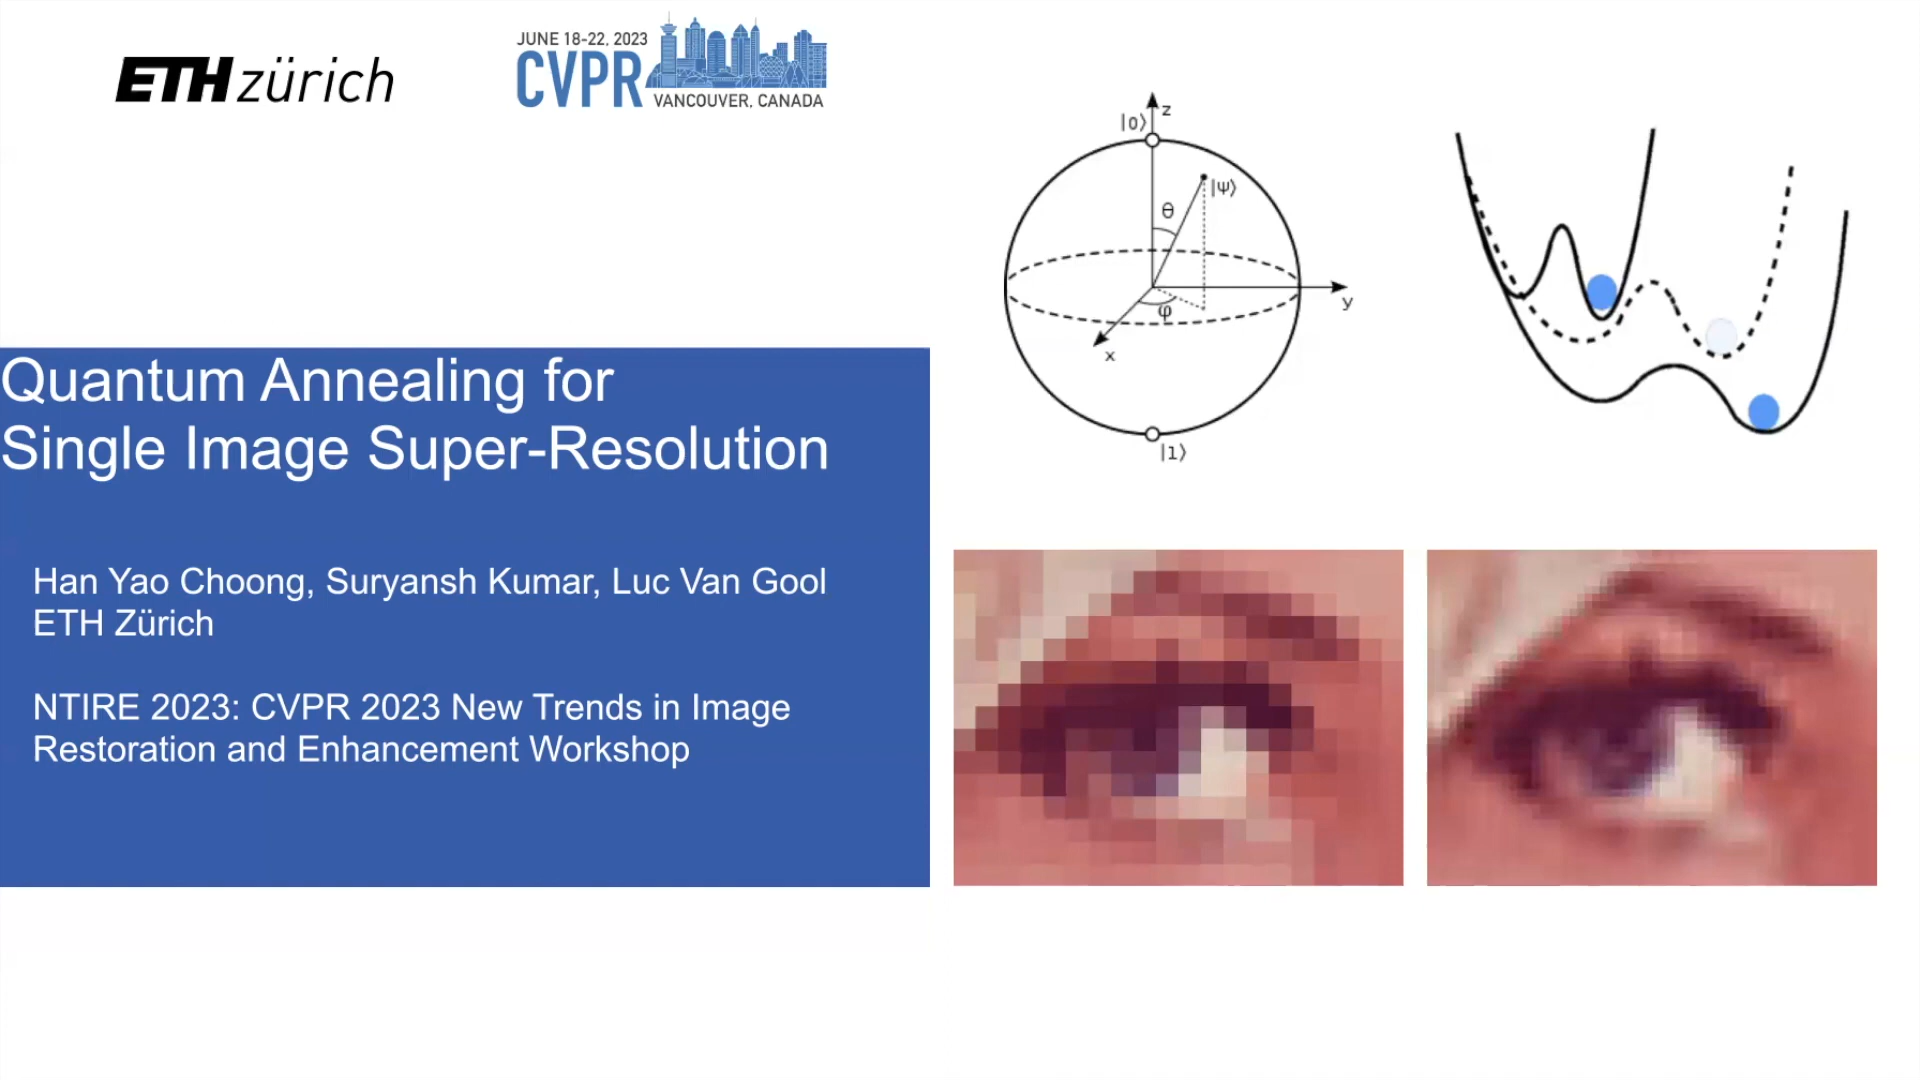 ETH zürich
JUNE 18-22, 2023
CVPR
VANCOUVER, CANADA
Quantum Annealing for
Single Image Super-Resolution
Han Yao Choong, Suryansh Kumar, Luc Van Gool
ETH Zürich
NTIRE 2023: CVPR 2023 New Trends in Image
Restoration and Enhancement Workshop
z
|0⟩
|ψ⟩
θ
y
φ
x
|1⟩